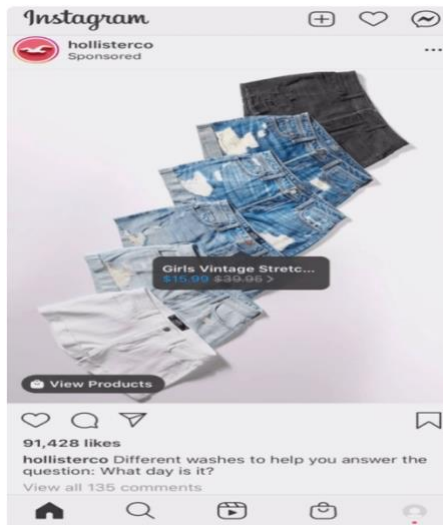 Instagram
hollisterco
Sponsored
Girls Vintage Stretc...
$15.99 $39.95 >
View Products
91,428 likes
hollisterco Different washes to help you answer the
question: What day is it?
View all 135 comments